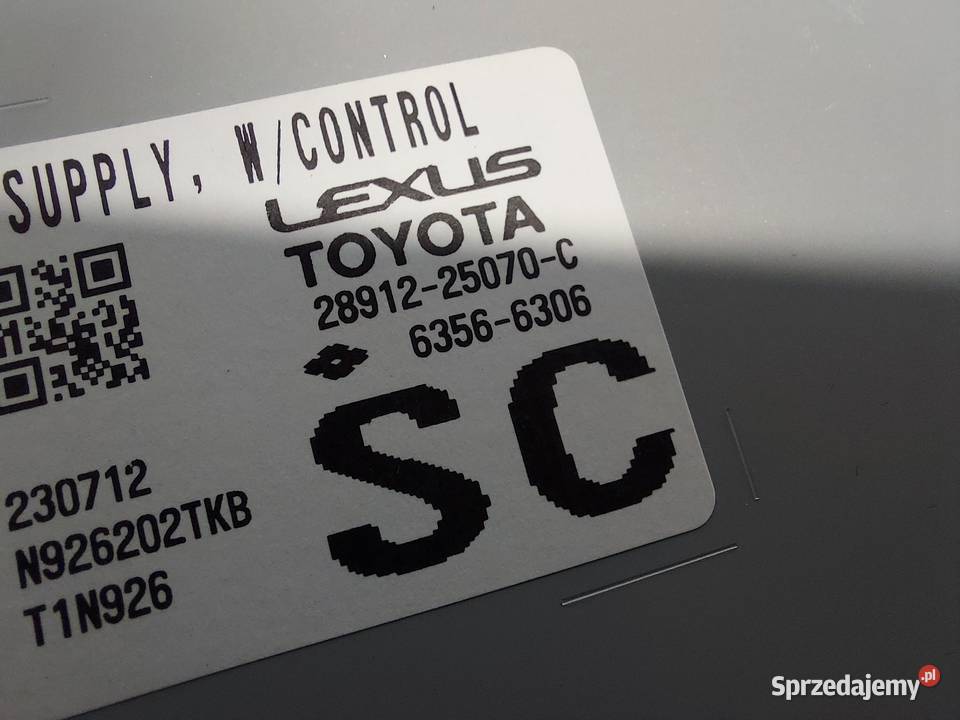 SUPPLY, W/CONTROL
LEXUS
TOYOTA
28912-25070-C
6356-6306
SC
230712
N926202TKB
T1N926
Sprzedajemy.pl